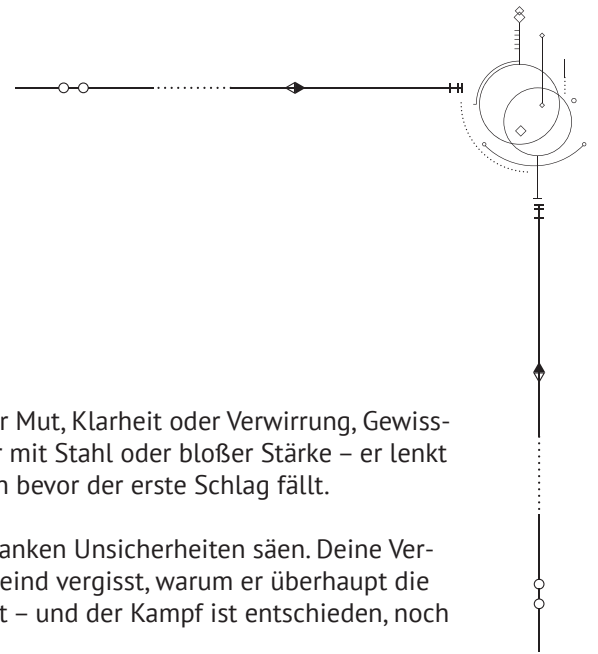 r Mut, Klarheit oder Verwirrung, Gewiss-
r mit Stahl oder bloßer Stärke – er lenkt
n bevor der erste Schlag fällt.
anken Unsicherheiten säen. Deine Ver-
eind vergisst, warum er überhaupt die
t – und der Kampf ist entschieden, noch